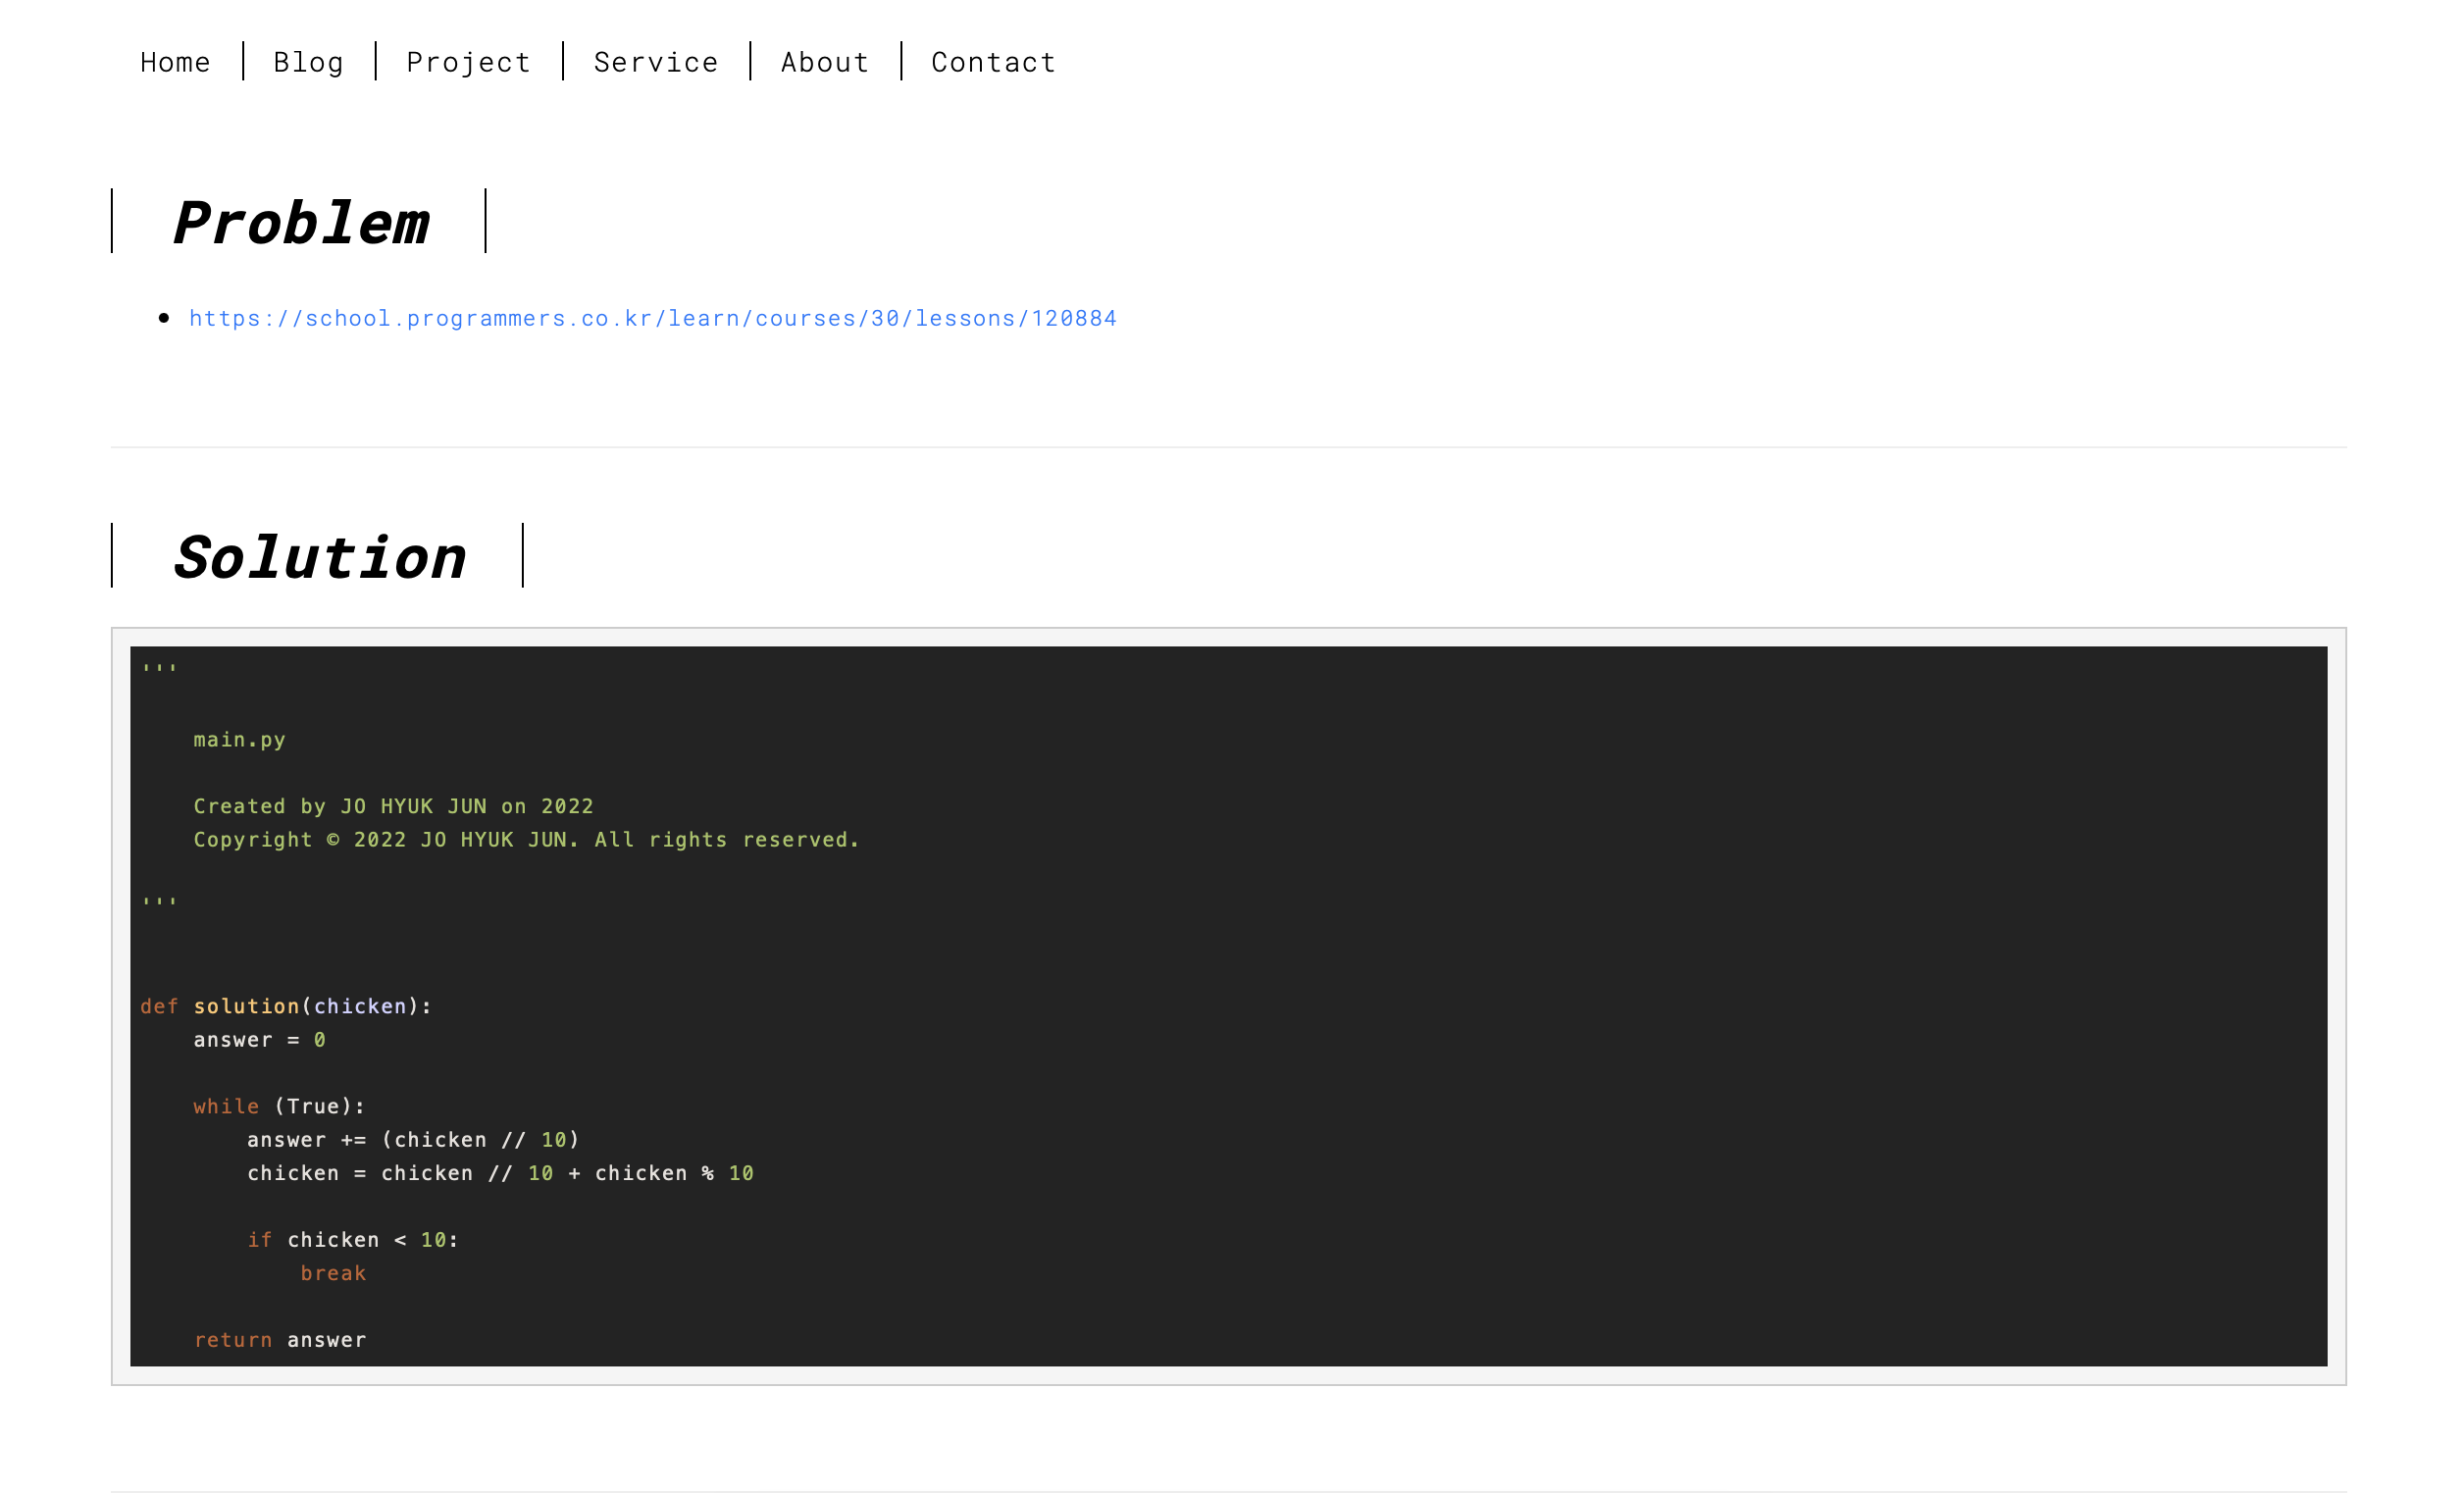 Home | Blog | Project | Service | About | Contact
Problem
• https://school.programmers.co.kr/learn/courses/30/lessons/120884
Solution
'''
    main.py
    Created by JO HYUK JUN on 2022
    Copyright © 2022 JO HYUK JUN. All rights reserved.
'''
def solution(chicken):
    answer = 0
    while (True):
        answer += (chicken // 10)
        chicken = chicken // 10 + chicken % 10
        if chicken < 10:
            break
    return answer